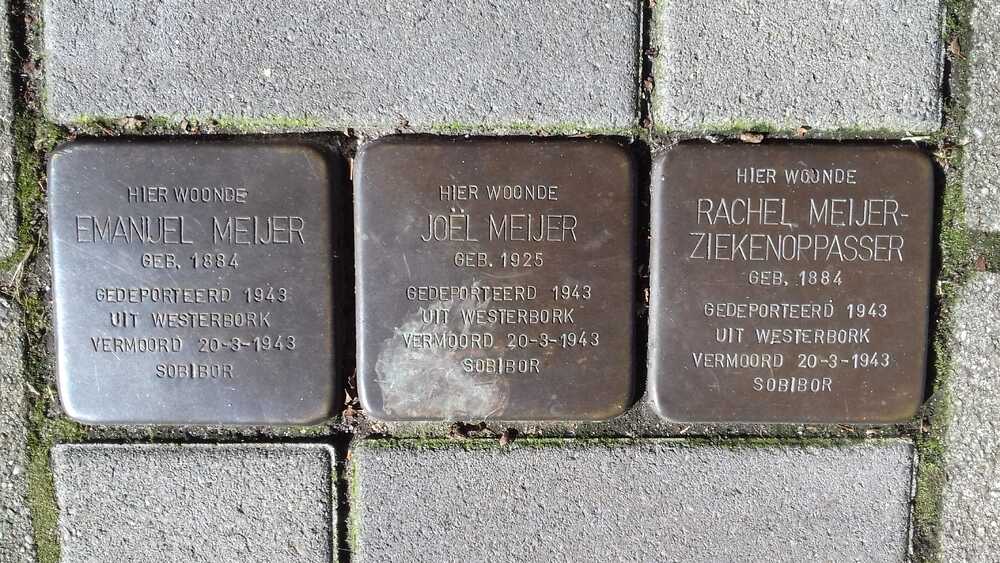 HIER WOONDE
EMANUEL MEIJER
GEB. 1884
GEDEPORTEERD 1943
UIT WESTERBORK
VERMOORD 20-3-1943
SOBIBOR
HIER WOONDE
JOËL MEIJER
GEB. 1925
GEDEPORTEERD 1943
UIT WESTERBORK
VERMOORD 20-3-1943
SOBIBOR
HIER WOONDE
RACHEL MEIJER-
ZIEKENOPPASSER
GEB. 1884
GEDEPORTEERD 1943
UIT WESTERBORK
VERMOORD 20-3-1943
SOBIBOR